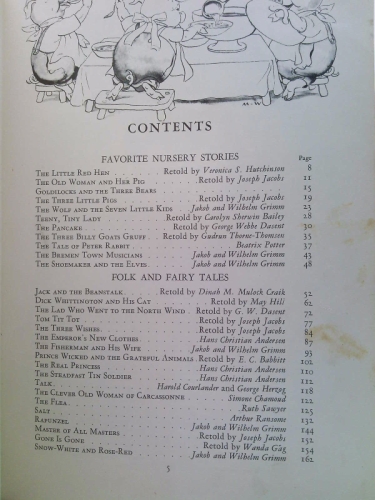 M·W
CONTENTS
FAVORITE NURSERY STORIES Page
THE LITTLE RED HEN . . . . Retold by Veronica S. Hutchinson 8
THE OLD WOMAN AND HER PIG . . . . Retold by Joseph Jacobs 11
GOLDILOCKS AND THE THREE BEARS . . . . 15
THE THREE LITTLE PIGS . . . . Retold by Joseph Jacobs 19
THE WOLF AND THE SEVEN LITTLE KIDS . Jakob and Wilhelm Grimm 23
TEENY, TINY LADY . . . Retold by Carolyn Sherwin Bailey 28
THE PANCAKE . . . . Retold by George Webbe Dasent 30
THE THREE BILLY GOATS GRUFF . Retold by Gudrun Thorne-Thomsen 35
THE TALE OF PETER RABBIT . . . . Beatrix Potter 37
THE BREMEN TOWN MUSICIANS . . . Jakob and Wilhelm Grimm 43
THE SHOEMAKER AND THE ELVES . . . Jakob and Wilhelm Grimm 48
FOLK AND FAIRY TALES
JACK AND THE BEANSTALK . . Retold by Dinah M. Mulock Craik 52
DICK WHITTINGTON AND HIS CAT . . . Retold by May Hill 62
THE LAD WHO WENT TO THE NORTH WIND . Retold by G. W. Dasent 72
TOM TIT TOT . . . . Retold by Joseph Jacobs 77
THE THREE WISHES . . . . Retold by Joseph Jacobs 84
THE EMPEROR'S NEW CLOTHES . . . Hans Christian Andersen 87
THE FISHERMAN AND HIS WIFE . . . Jakob and Wilhelm Grimm 93
PRINCE WICKED AND THE GRATEFUL ANIMALS . Retold by E. C. Babbitt 102
THE REAL PRINCESS . . . . Hans Christian Andersen 110
THE STEADFAST TIN SOLDIER . . . Hans Christian Andersen 112
TALK . . . . Harold Courlander and George Herzog 118
THE CLEVER OLD WOMAN OF CARCASSONNE . . Simone Chamoud 122
THE FLEA . . . . Ruth Sawyer 125
SALT . . . . Arthur Ransome 131
RAPUNZEL . . . . Jakob and Wilhelm Grimm 144
MASTER OF ALL MASTERS . . . Retold by Joseph Jacobs 152
GONE IS GONE . . . . Retold by Wanda Gág 154
SNOW-WHITE AND ROSE-RED . . . Jakob and Wilhelm Grimm 162
5